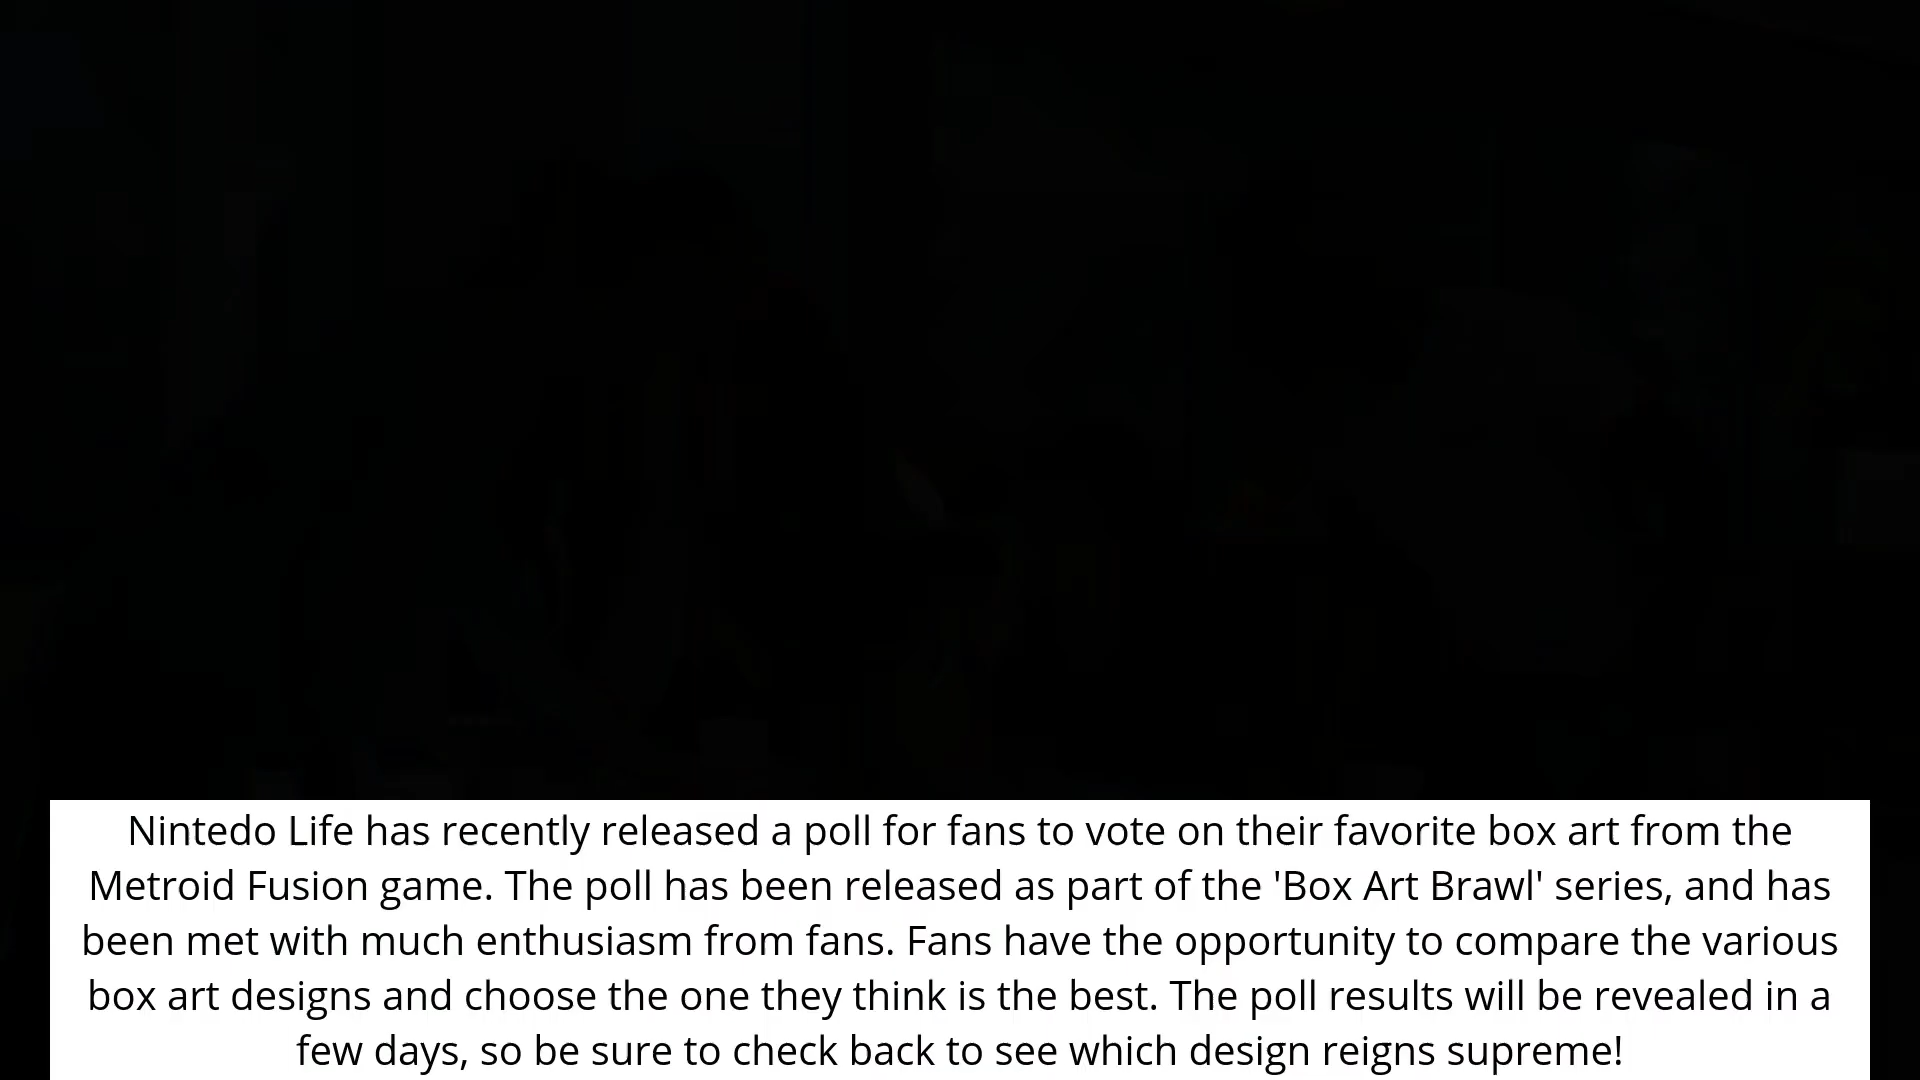 Nintedo Life has recently released a poll for fans to vote on their favorite box art from the
Metroid Fusion game. The poll has been released as part of the 'Box Art Brawl' series, and has
been met with much enthusiasm from fans. Fans have the opportunity to compare the various
box art designs and choose the one they think is the best. The poll results will be revealed in a
few days, so be sure to check back to see which design reigns supreme!